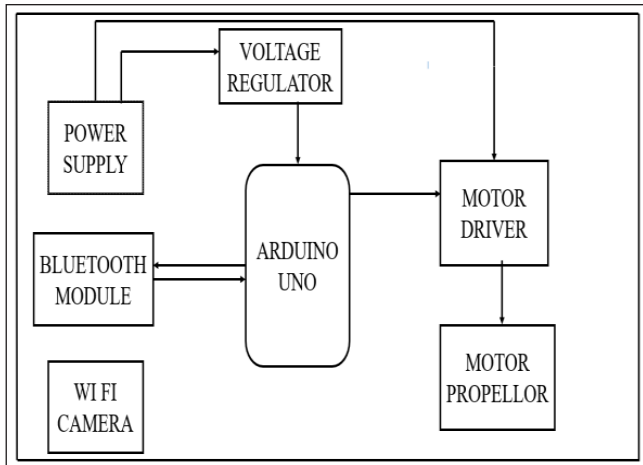 VOLTAGE
REGULATOR
POWER
SUPPLY
MOTOR
DRIVER
ARDUINO
UNO
BLUETOOTH
MODULE
MOTOR
PROPELLOR
WI FI
CAMERA